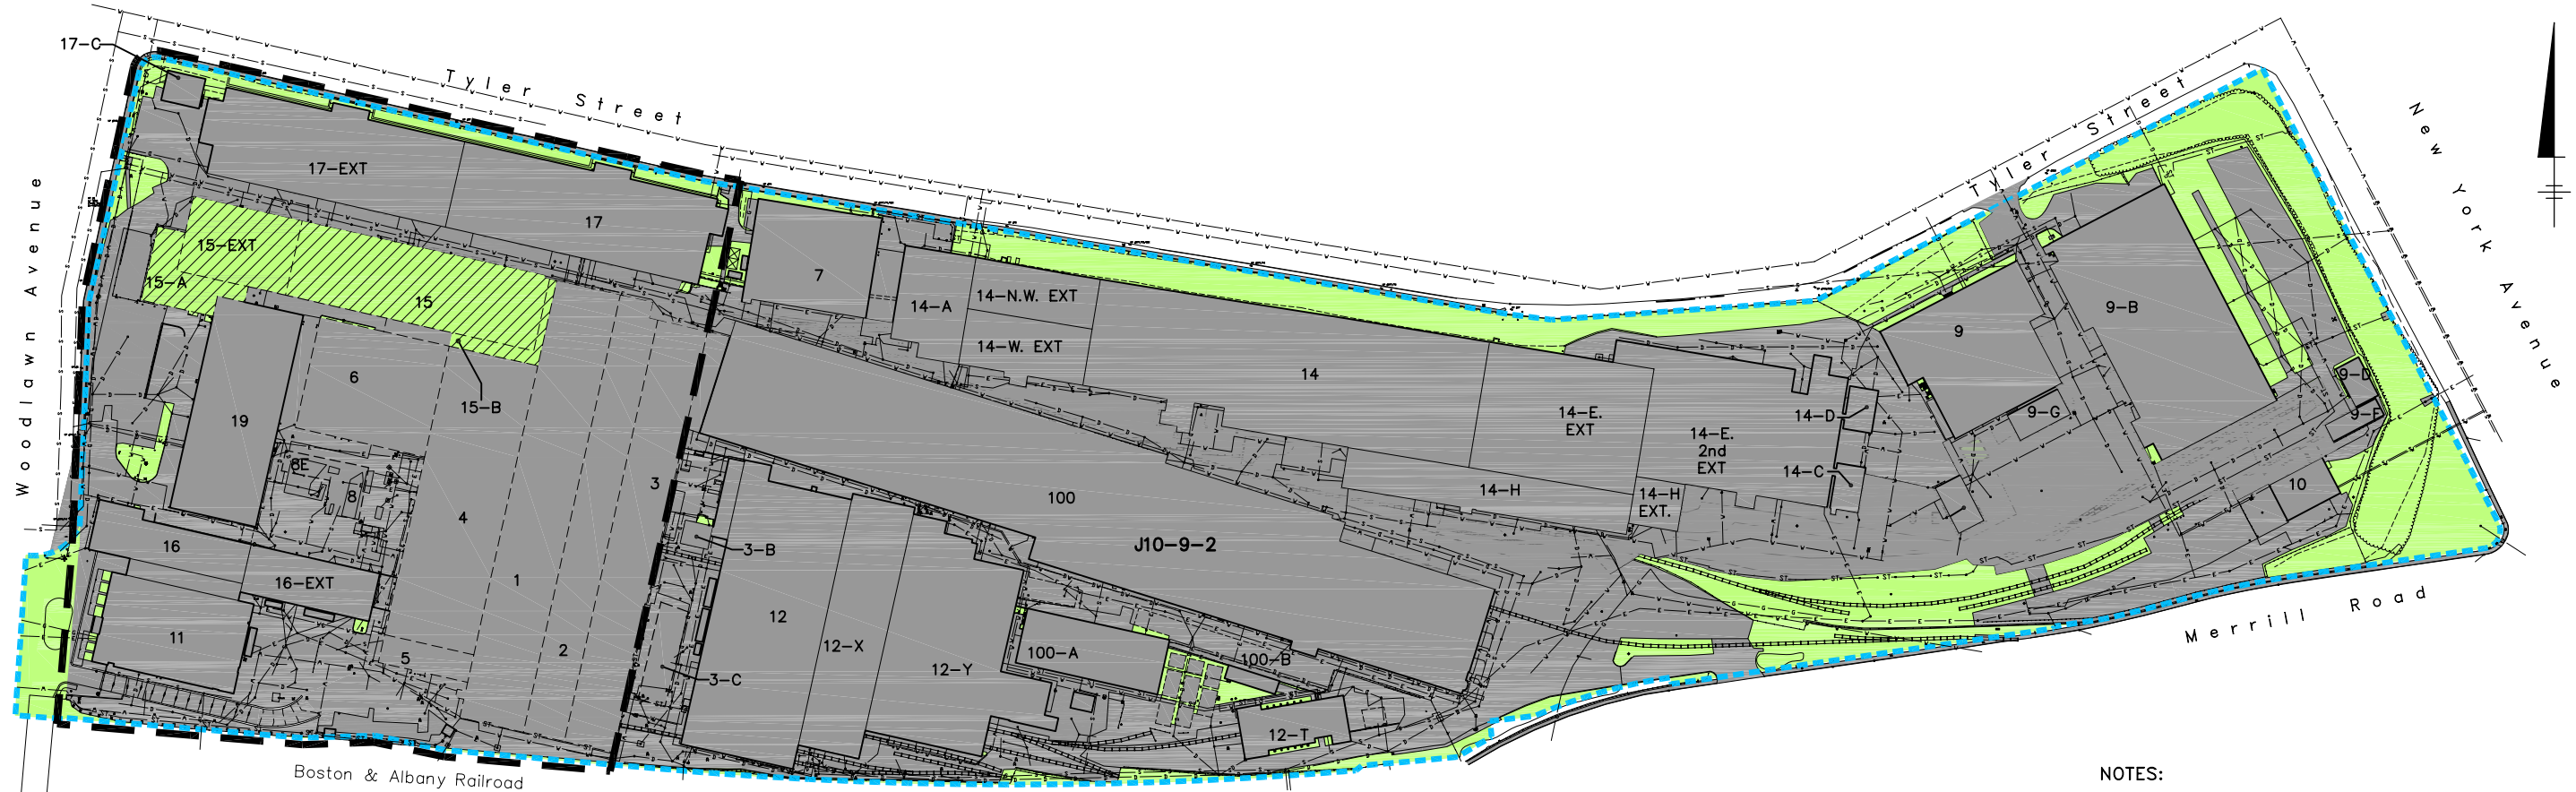 17-C
Tyler Street
Tyler Street
New York Avenue
Woodlawn Avenue
17-EXT
17
15-EXT
15-A
15
15-B
6
19
8E
8
4
3
16
16-EXT
1
11
5
2
7
14-A
14-N.W. EXT
14-W. EXT
14
14-E.
EXT
14-E.
2nd
EXT
14-D
14-C
14-H
14-H
EXT.
9
9-B
9-G
9-D
9-F
10
100
J10-9-2
3-B
3-C
12
12-X
12-Y
100-A
100-B
12-T
Merrill Road
Boston & Albany Railroad
NOTES: